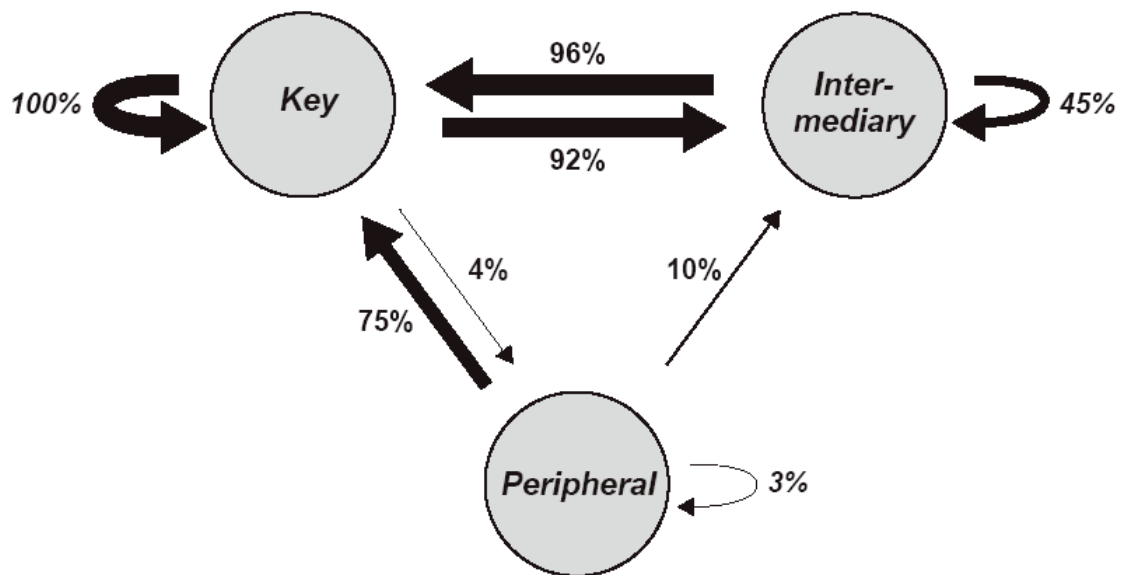 96%
100%
Key
Inter-
mediary
45%
92%
4%
10%
75%
Peripheral
3%